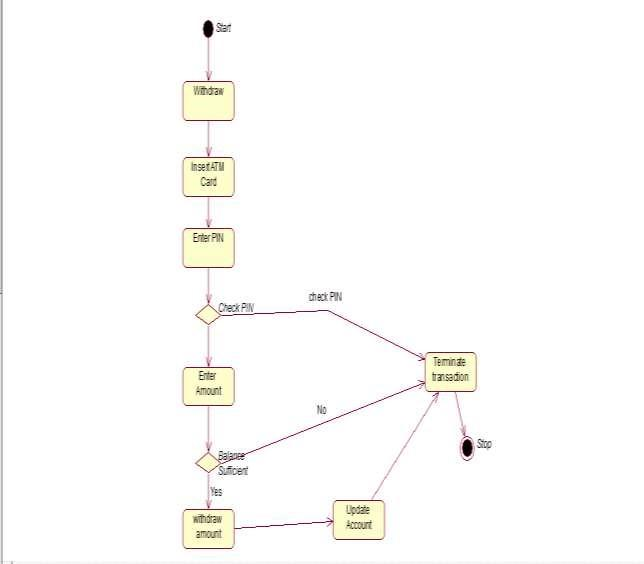 Start
Withdraw
Insert ATM
Card
Enter PIN
Check PIN
check PIN
Terminate
transaction
Enter
Amount
No
Balance
Sufficient
Stop
Yes
withdraw
amount
Update
Account